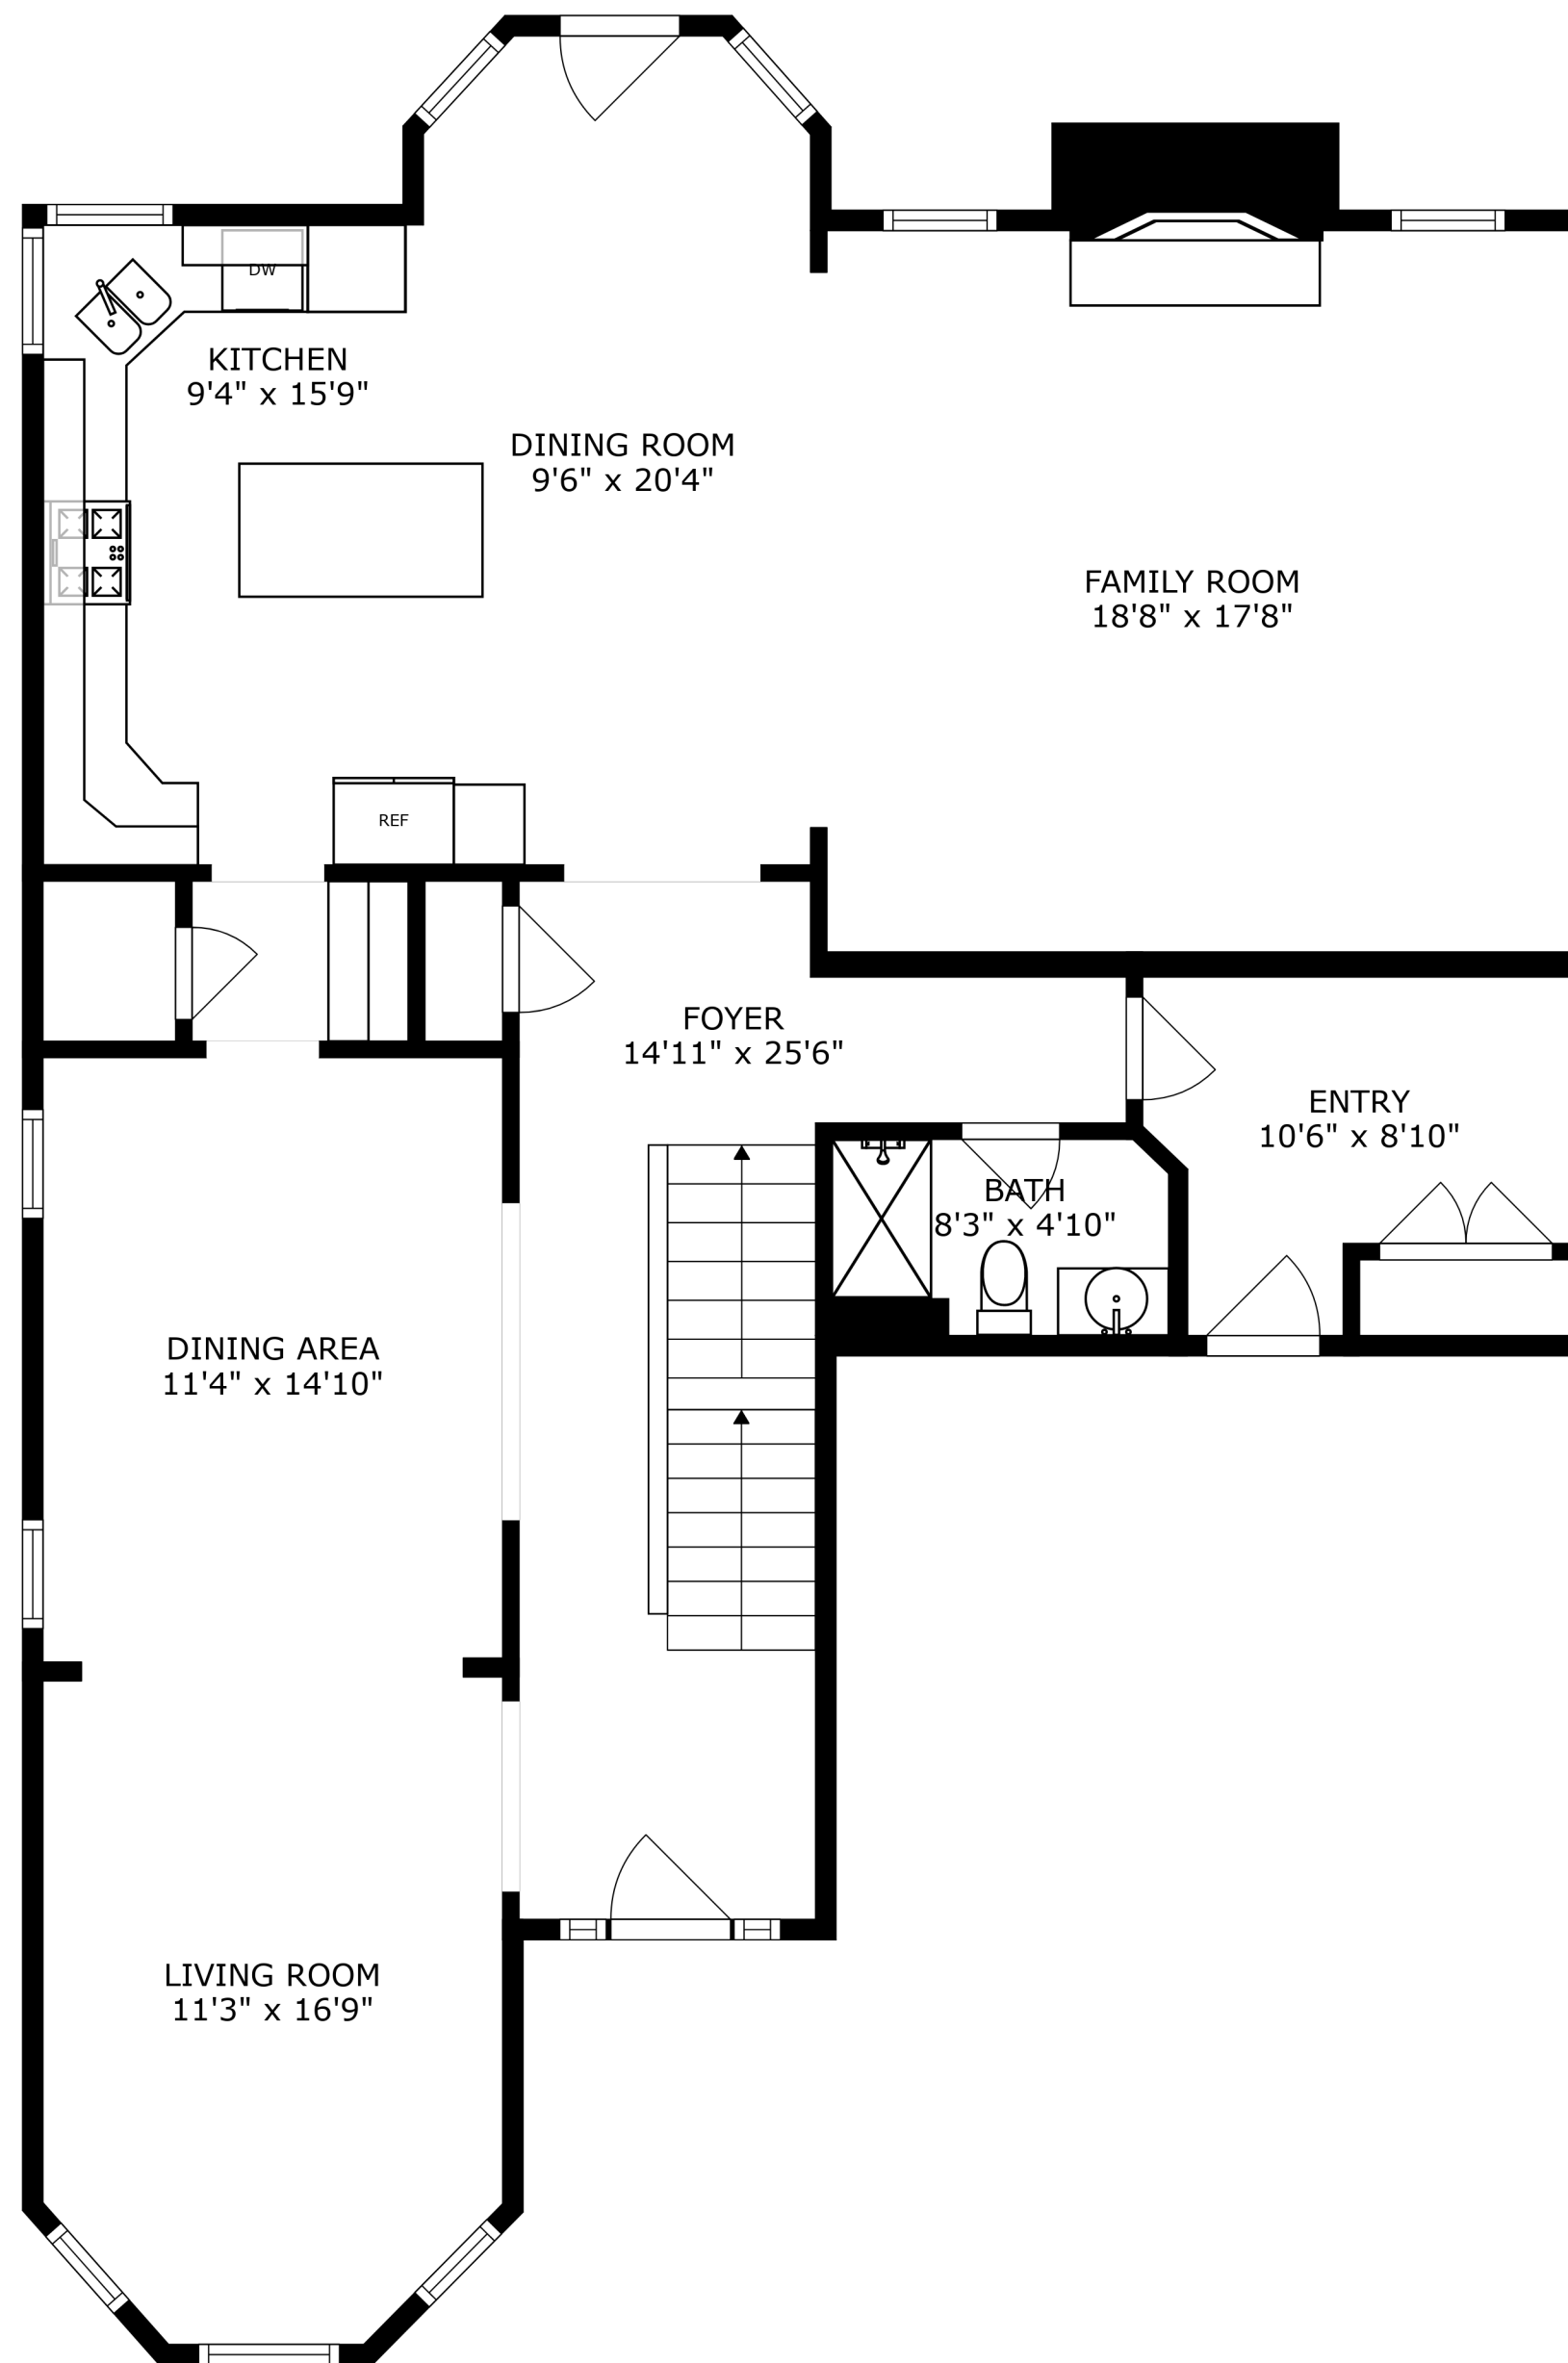 DW
KITCHEN
9'4" x 15'9"
DINING ROOM
9'6" x 20'4"
FAMILY ROOM
18'8" x 17'8"
REF
FOYER
14'11" x 25'6"
ENTRY
10'6" x 8'10"
BATH
8'3" x 4'10"
DINING AREA
11'4" x 14'10"
LIVING ROOM
11'3" x 16'9"